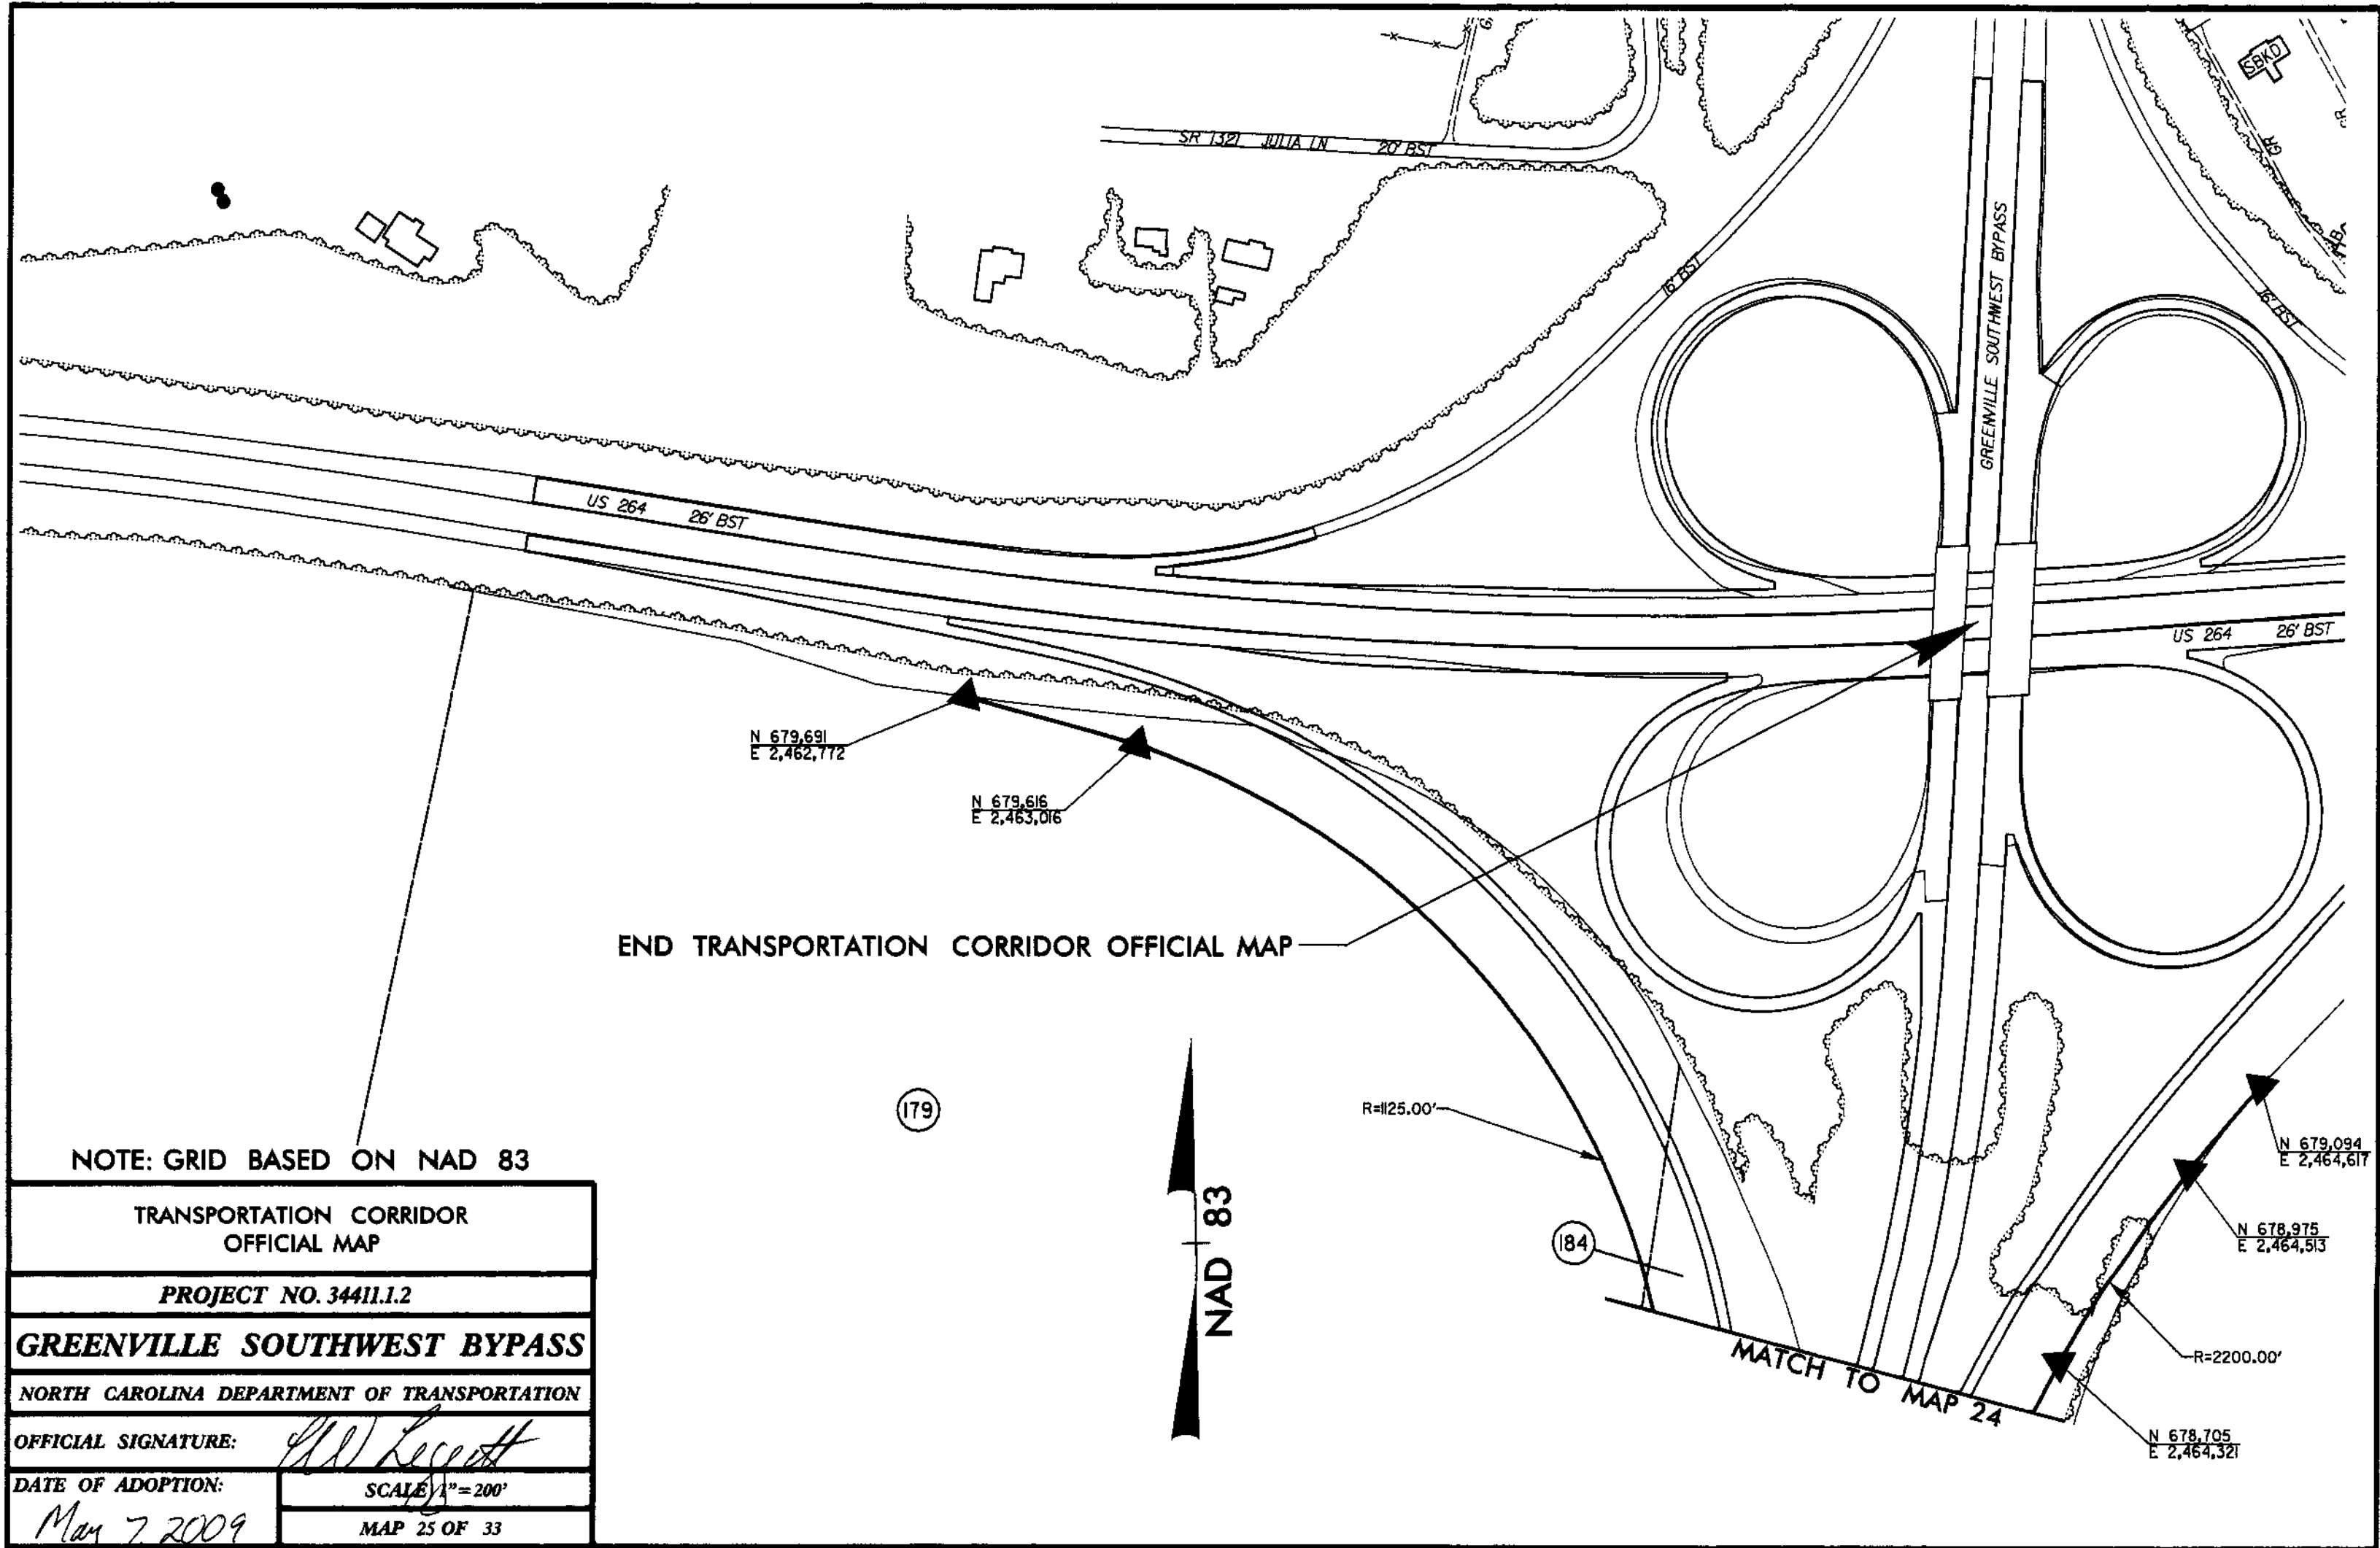 SBKD
SR 1321 JULIA LN 20' BST
GR
16' BST
16' BST
GREENVILLE SOUTHWEST BYPASS
US 264 26' BST
US 264 26' BST
N 679,691
E 2,462,772
N 679,616
E 2,463,016
END TRANSPORTATION CORRIDOR OFFICIAL MAP
179
R=1125.00'
NAD 83
184
N 679,094
E 2,464,617
N 678,975
E 2,464,513
R=2200.00'
MATCH TO MAP 24
N 678,705
E 2,464,321
NOTE: GRID BASED ON NAD 83
TRANSPORTATION CORRIDOR
OFFICIAL MAP
PROJECT NO. 34411.1.2
GREENVILLE SOUTHWEST BYPASS
NORTH CAROLINA DEPARTMENT OF TRANSPORTATION
OFFICIAL SIGNATURE: Leggett
DATE OF ADOPTION:
May 7, 2009
SCALE 1"=200'
MAP 25 OF 33